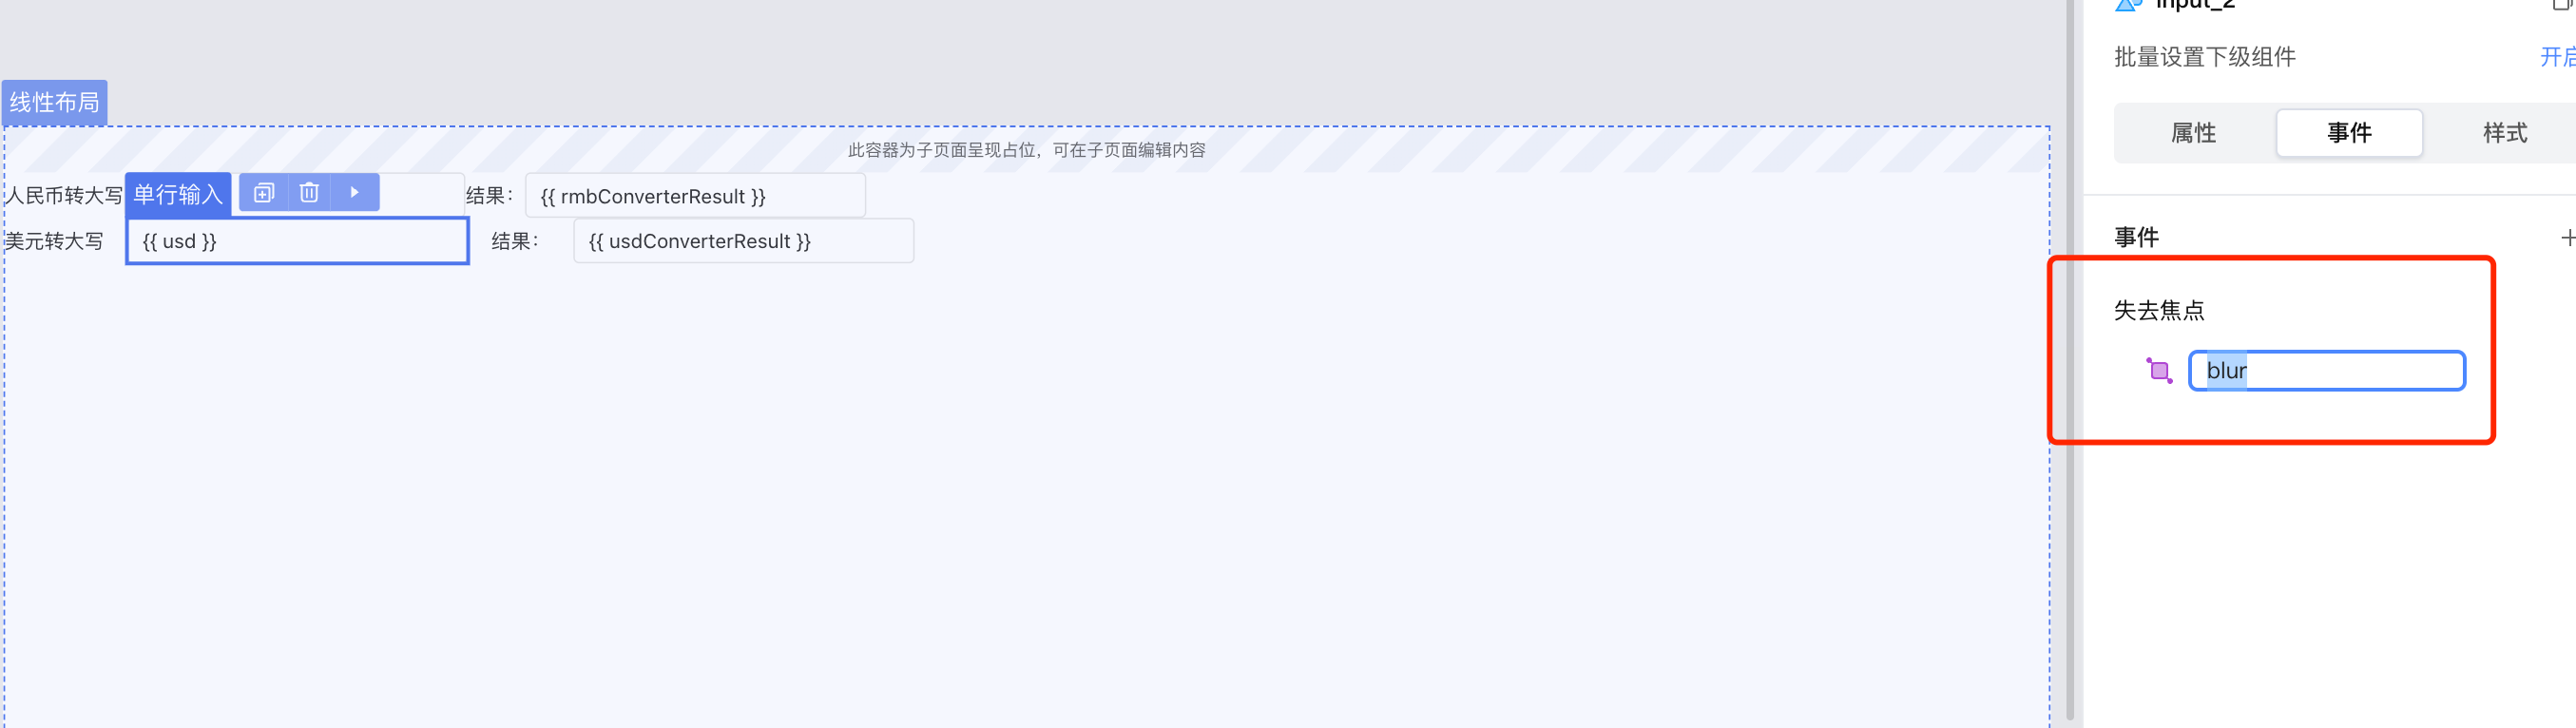 input_2
批量设置下级组件
线性布局
属性 事件 样式
此容器为子页面呈现占位，可在子页面编辑内容
人民币转大写 单行输入 结果： {{ rmbConverterResult }}
美元转大写 {{ usd }} 结果： {{ usdConverterResult }}
事件
失去焦点
blur